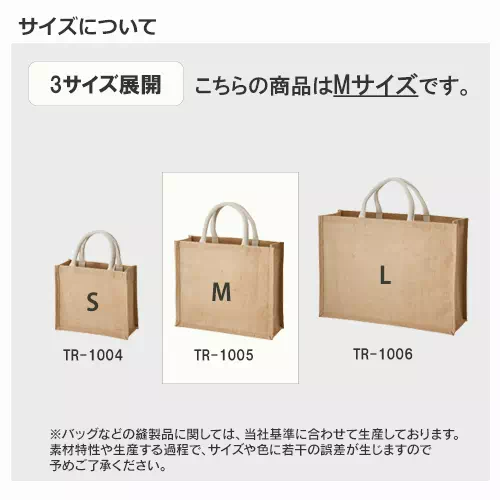 サイズについて
3サイズ展開
こちらの商品はMサイズです。
S
M
L
TR-1004
TR-1005
TR-1006
※バッグなどの縫製品に関しては、当社基準に合わせて生産しております。
素材特性や生産する過程で、サイズや色に若干の誤差が生じますので
予めご了承ください。